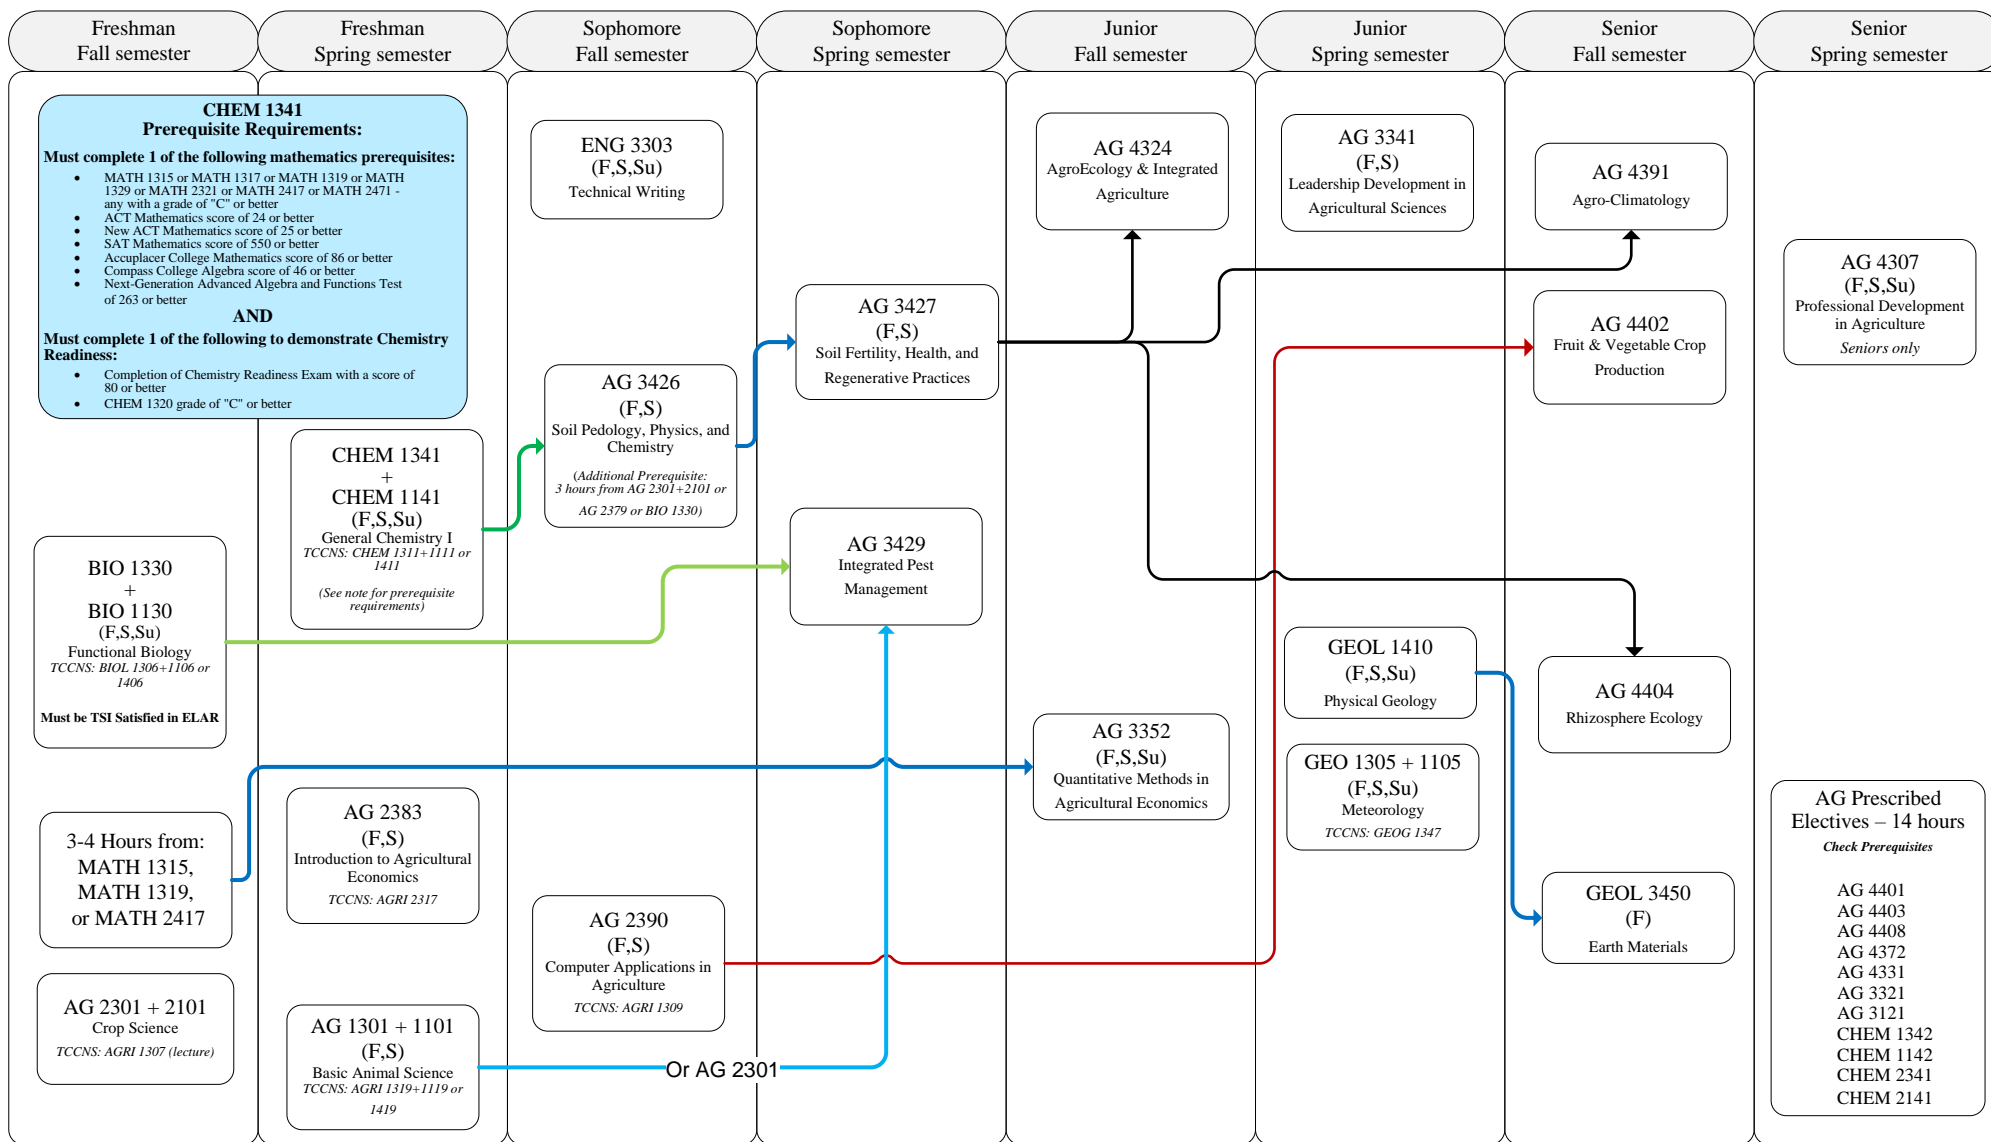 Freshman
Fall semester
Freshman
Spring semester
Sophomore
Fall semester
Sophomore
Spring semester
Junior
Fall semester
Junior
Spring semester
Senior
Fall semester
Senior
Spring semester
CHEM 1341
Prerequisite Requirements:
Must complete 1 of the following mathematics prerequisites:
• MATH 1315 or MATH 1317 or MATH 1319 or MATH
1329 or MATH 2321 or MATH 2417 or MATH 2471 -
any with a grade of "C" or better
• ACT Mathematics score of 24 or better
• New ACT Mathematics score of 25 or better
• SAT Mathematics score of 550 or better
• Accuplacer College Mathematics score of 86 or better
• Compass College Algebra score of 46 or better
• Next-Generation Advanced Algebra and Functions Test
of 263 or better
AND
Must complete 1 of the following to demonstrate Chemistry
Readiness:
• Completion of Chemistry Readiness Exam with a score of
80 or better
• CHEM 1320 grade of "C" or better
BIO 1330
+
BIO 1130
(F,S,Su)
Functional Biology
TCCNS: BIOL 1306+1106 or
1406
Must be TSI Satisfied in ELAR
3-4 Hours from:
MATH 1315,
MATH 1319,
or MATH 2417
AG 2301 + 2101
Crop Science
TCCNS: AGRI 1307 (lecture)
CHEM 1341
+
CHEM 1141
(F,S,Su)
General Chemistry I
TCCNS: CHEM 1311+1111 or
1411
(See note for prerequisite
requirements)
AG 2383
(F,S)
Introduction to Agricultural
Economics
TCCNS: AGRI 2317
AG 1301 + 1101
(F,S)
Basic Animal Science
TCCNS: AGRI 1319+1119 or
1419
ENG 3303
(F,S,Su)
Technical Writing
AG 3426
(F,S)
Soil Pedology, Physics, and
Chemistry
(Additional Prerequisite:
3 hours from AG 2301+2101 or
AG 2379 or BIO 1330)
AG 2390
(F,S)
Computer Applications in
Agriculture
TCCNS: AGRI 1309
Or AG 2301
AG 3427
(F,S)
Soil Fertility, Health, and
Regenerative Practices
AG 3429
Integrated Pest
Management
AG 4324
AgroEcology & Integrated
Agriculture
AG 3352
(F,S,Su)
Quantitative Methods in
Agricultural Economics
AG 3341
(F,S)
Leadership Development in
Agricultural Sciences
GEOL 1410
(F,S,Su)
Physical Geology
GEO 1305 + 1105
(F,S,Su)
Meteorology
TCCNS: GEOG 1347
AG 4391
Agro-Climatology
AG 4402
Fruit & Vegetable Crop
Production
AG 4404
Rhizosphere Ecology
GEOL 3450
(F)
Earth Materials
AG 4307
(F,S,Su)
Professional Development
in Agriculture
Seniors only
AG Prescribed
Electives – 14 hours
Check Prerequisites
AG 4401
AG 4403
AG 4408
AG 4372
AG 4331
AG 3321
AG 3121
CHEM 1342
CHEM 1142
CHEM 2341
CHEM 2141